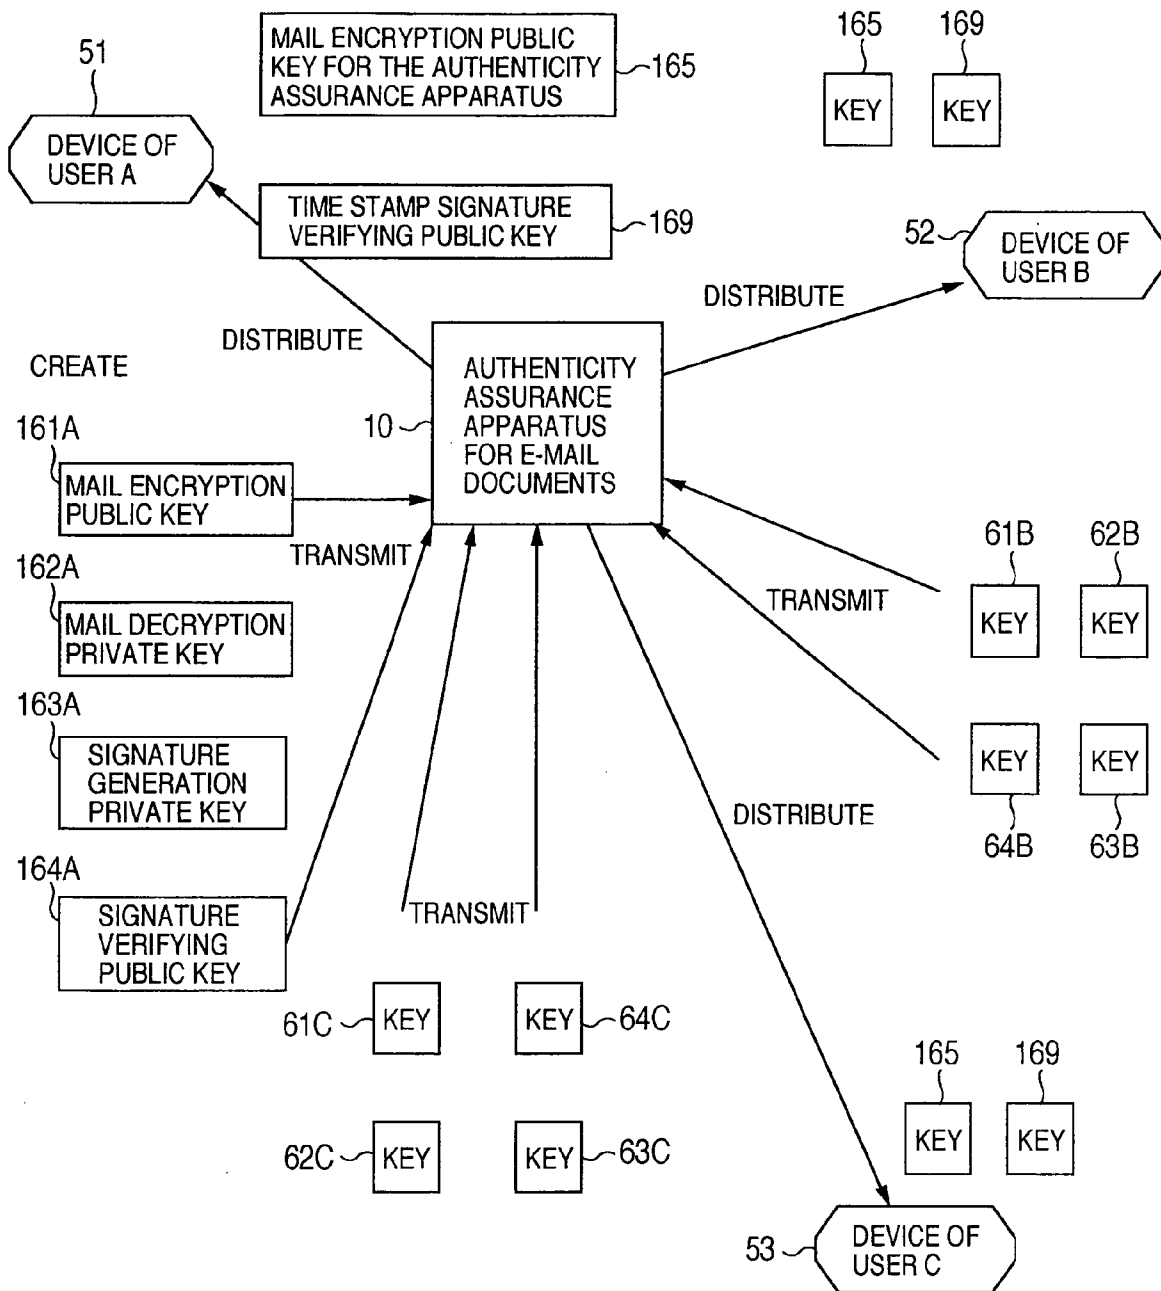 51
MAIL ENCRYPTION PUBLIC
KEY FOR THE AUTHENTICITY
ASSURANCE APPARATUS
165
165
169
KEY
KEY
DEVICE OF
USER A
TIME STAMP SIGNATURE
VERIFYING PUBLIC KEY
169
52
DEVICE OF
USER B
DISTRIBUTE
DISTRIBUTE
CREATE
10
AUTHENTICITY
ASSURANCE
APPARATUS
FOR E-MAIL
DOCUMENTS
161A
MAIL ENCRYPTION
PUBLIC KEY
TRANSMIT
162A
MAIL DECRYPTION
PRIVATE KEY
61B
62B
TRANSMIT
KEY
KEY
163A
SIGNATURE
GENERATION
PRIVATE KEY
KEY
KEY
64B
63B
DISTRIBUTE
164A
SIGNATURE
VERIFYING
PUBLIC KEY
TRANSMIT
61C
KEY
KEY
64C
62C
KEY
KEY
63C
165
169
KEY
KEY
53
DEVICE OF
USER C